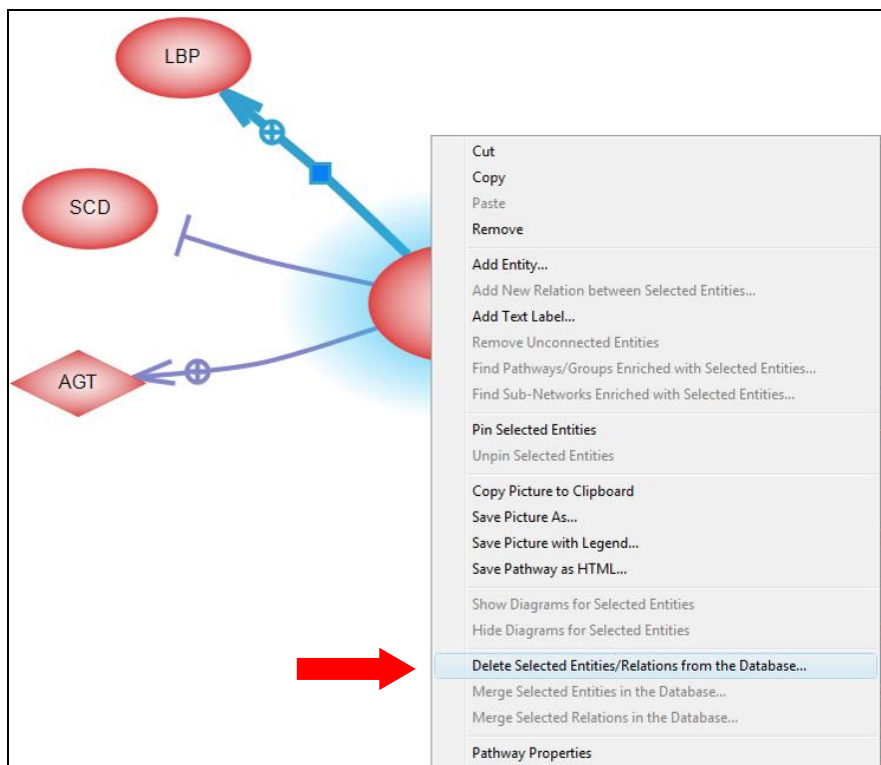 LBP
SCD
AGT
Cut
Copy
Paste
Remove
Add Entity...
Add New Relation between Selected Entities...
Add Text Label...
Remove Unconnected Entities
Find Pathways/Groups Enriched with Selected Entities...
Find Sub-Networks Enriched with Selected Entities...
Pin Selected Entities
Unpin Selected Entities
Copy Picture to Clipboard
Save Picture As...
Save Picture with Legend...
Save Pathway as HTML...
Show Diagrams for Selected Entities
Hide Diagrams for Selected Entities
Delete Selected Entities/Relations from the Database...
Merge Selected Entities in the Database...
Merge Selected Relations in the Database...
Pathway Properties